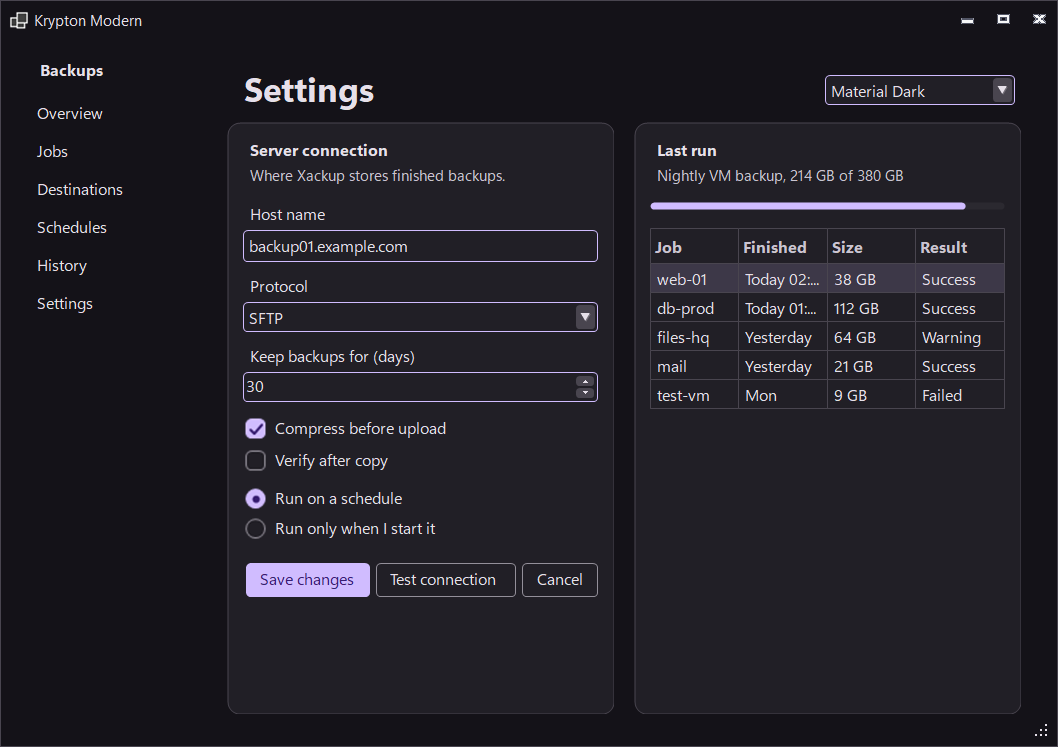 Krypton Modern
Backups
Overview
Jobs
Destinations
Schedules
History
Settings
Settings
Material Dark
Server connection
Where Xackup stores finished backups.
Host name
backup01.example.com
Protocol
SFTP
Keep backups for (days)
30
Compress before upload
Verify after copy
Run on a schedule
Run only when I start it
Save changes Test connection Cancel
Last run
Nightly VM backup, 214 GB of 380 GB
Job Finished Size Result
web-01 Today 02:... 38 GB Success
db-prod Today 01:... 112 GB Success
files-hq Yesterday 64 GB Warning
mail Yesterday 21 GB Success
test-vm Mon 9 GB Failed